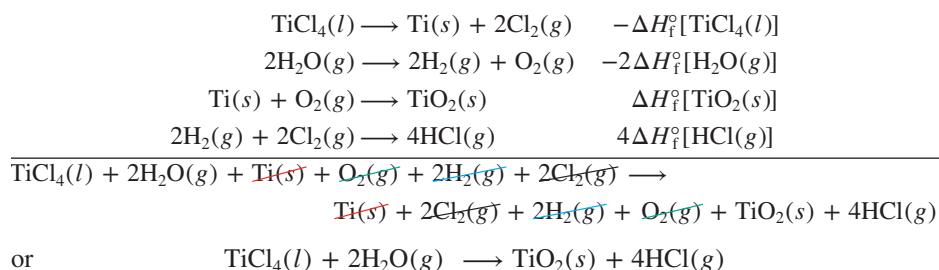 TiCl₄(l) ⟶ Ti(s) + 2Cl₂(g) −ΔH°f[TiCl₄(l)]
2H₂O(g) ⟶ 2H₂(g) + O₂(g) −2ΔH°f[H₂O(g)]
Ti(s) + O₂(g) ⟶ TiO₂(s) ΔH°f[TiO₂(s)]
2H₂(g) + 2Cl₂(g) ⟶ 4HCl(g) 4ΔH°f[HCl(g)]
TiCl₄(l) + 2H₂O(g) + Ti(s) + O₂(g) + 2H₂(g) + 2Cl₂(g) ⟶
Ti(s) + 2Cl₂(g) + 2H₂(g) + O₂(g) + TiO₂(s) + 4HCl(g)
or TiCl₄(l) + 2H₂O(g) ⟶ TiO₂(s) + 4HCl(g)